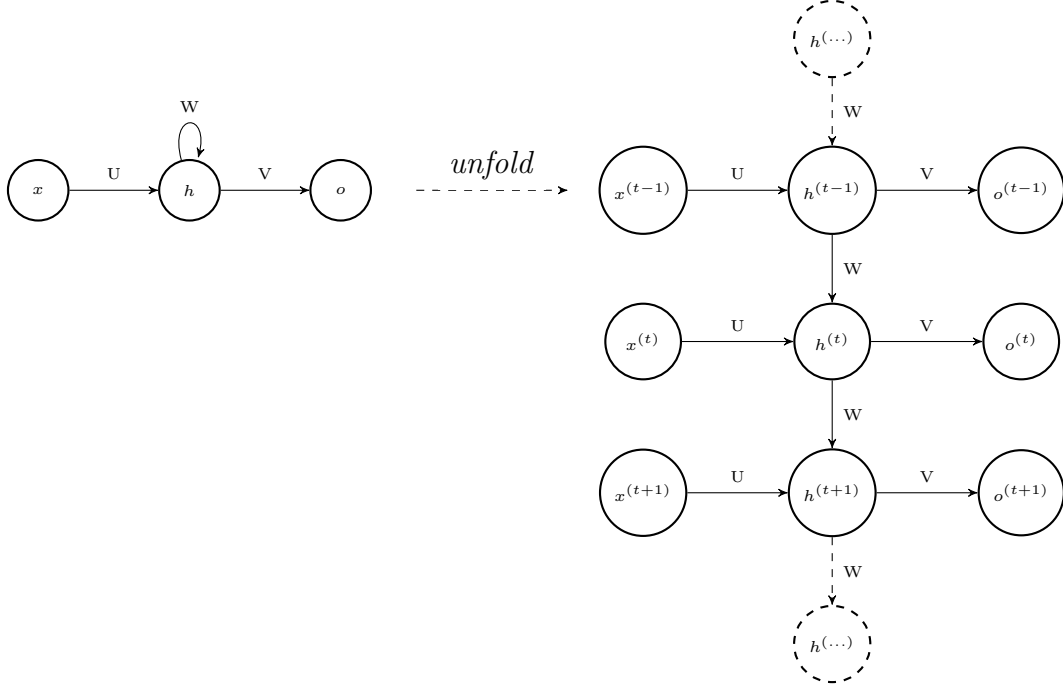 h^(...)
W
W
x U h V o
unfold
x^(t−1) U h^(t−1) V o^(t−1)
W
x^(t) U h^(t) V o^(t)
W
x^(t+1) U h^(t+1) V o^(t+1)
W
h^(...)